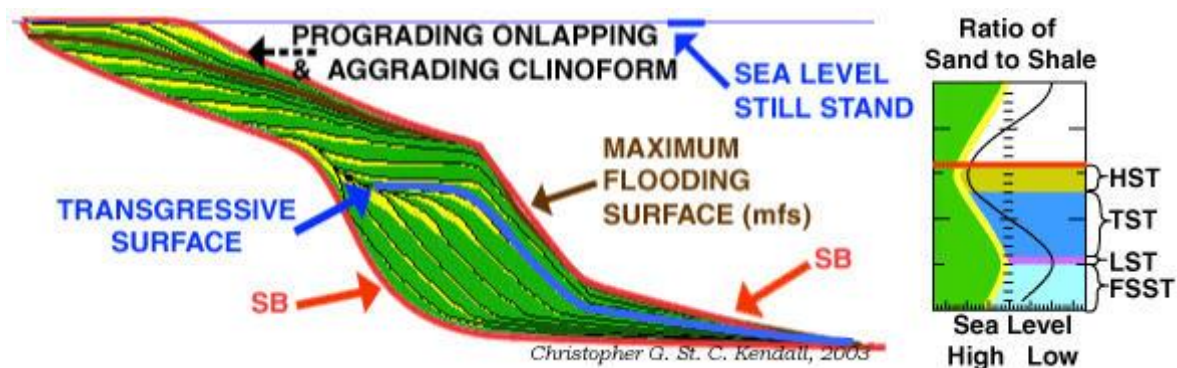 PROGRADING ONLAPPING
& AGGRADING CLINOFORM
SEA LEVEL
STILL STAND
MAXIMUM
FLOODING
SURFACE (mfs)
TRANSGRESSIVE
SURFACE
SB
SB
Christopher G. St. C. Kendall, 2003
Ratio of
Sand to Shale
HST
TST
LST
FSST
Sea Level
High Low